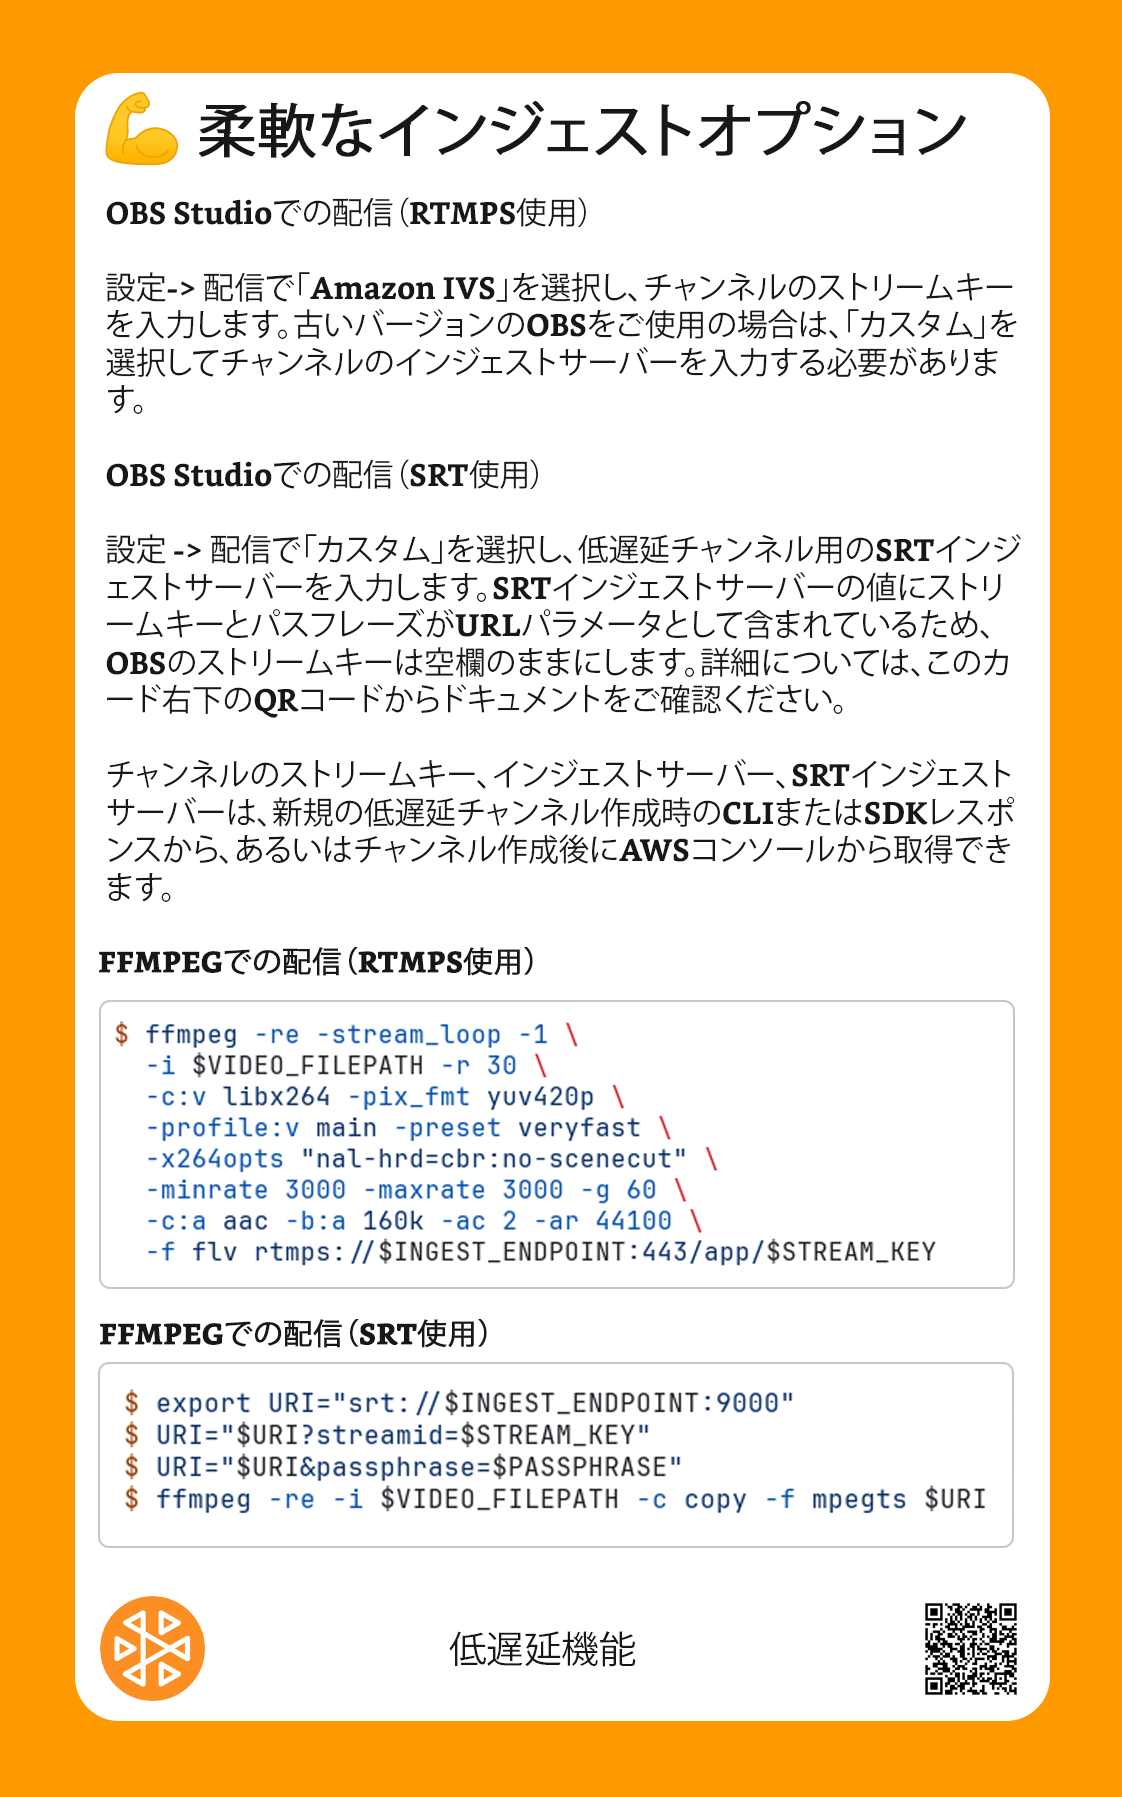 💪 柔軟なインジェストオプション
OBS Studioでの配信（RTMPS使用）
設定-> 配信で「Amazon IVS」を選択し、チャンネルのストリームキー
を入力します。古いバージョンのOBSをご使用の場合は、「カスタム」を
選択してチャンネルのインジェストサーバーを入力する必要がありま
す。
OBS Studioでの配信（SRT使用）
設定 -> 配信で「カスタム」を選択し、低遅延チャンネル用のSRTインジ
ェストサーバーを入力します。SRTインジェストサーバーの値にストリ
ームキーとパスフレーズがURLパラメータとして含まれているため、
OBSのストリームキーは空欄のままにします。詳細については、このカ
ード右下のQRコードからドキュメントをご確認ください。
チャンネルのストリームキー、インジェストサーバー、SRTインジェスト
サーバーは、新規の低遅延チャンネル作成時のCLIまたはSDKレスポ
ンスから、あるいはチャンネル作成後にAWSコンソールから取得でき
ます。
FFMPEGでの配信（RTMPS使用）
$ ffmpeg -re -stream_loop -1 \
-i $VIDEO_FILEPATH -r 30 \
-c:v libx264 -pix_fmt yuv420p \
-profile:v main -preset veryfast \
-x264opts "nal-hrd=cbr:no-scenecut" \
-minrate 3000 -maxrate 3000 -g 60 \
-c:a aac -b:a 160k -ac 2 -ar 44100 \
-f flv rtmps://$INGEST_ENDPOINT:443/app/$STREAM_KEY
FFMPEGでの配信（SRT使用）
$ export URI="srt://$INGEST_ENDPOINT:9000"
$ URI="$URI?streamid=$STREAM_KEY"
$ URI="$URI&passphrase=$PASSPHRASE"
$ ffmpeg -re -i $VIDEO_FILEPATH -c copy -f mpegts $URI
低遅延機能